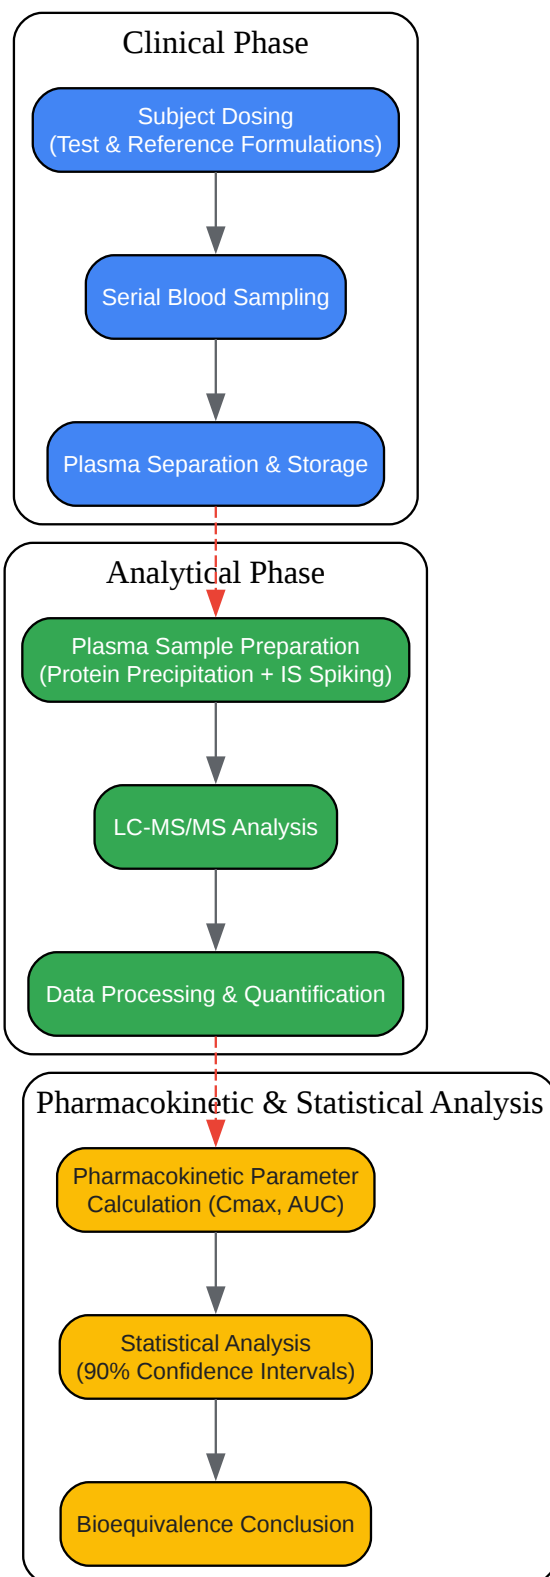 Clinical Phase
Subject Dosing
(Test & Reference Formulations)
Serial Blood Sampling
Plasma Separation & Storage
Analytical Phase
Plasma Sample Preparation
(Protein Precipitation + IS Spiking)
LC-MS/MS Analysis
Data Processing & Quantification
Pharmacokinetic & Statistical Analysis
Pharmacokinetic Parameter
Calculation (Cmax, AUC)
Statistical Analysis
(90% Confidence Intervals)
Bioequivalence Conclusion